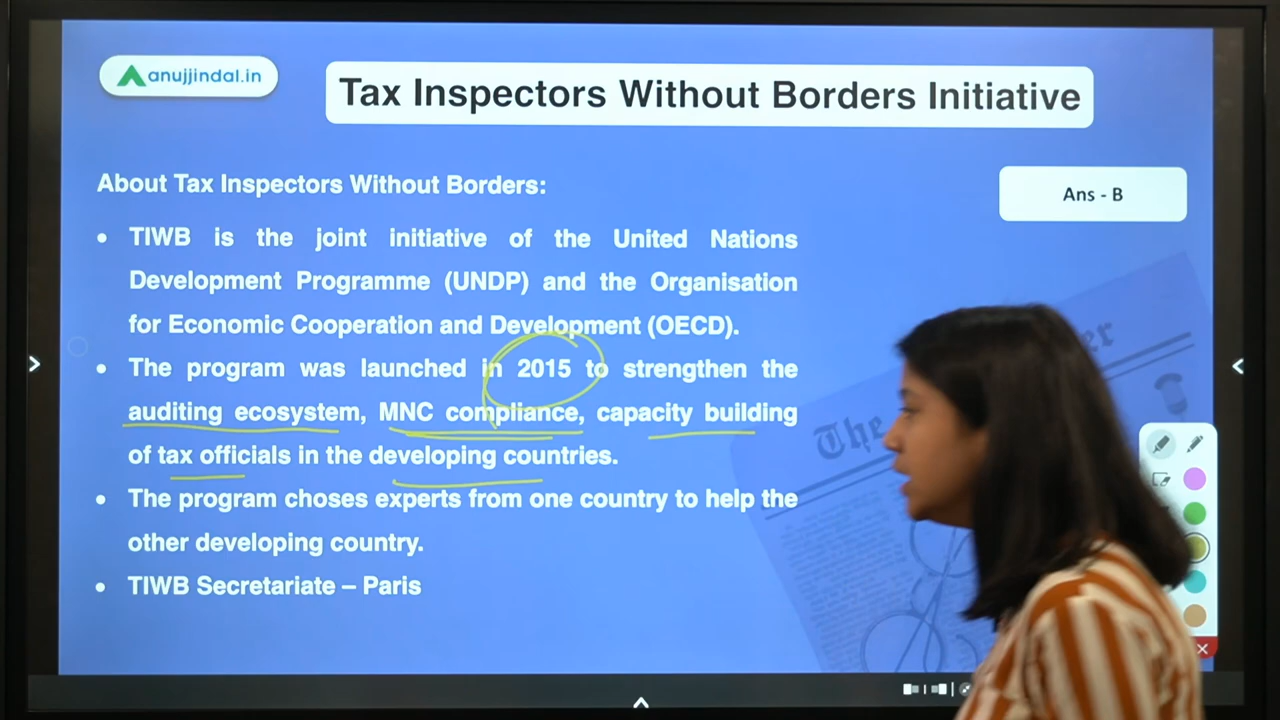 anujjindal.in
Tax Inspectors Without Borders Initiative
About Tax Inspectors Without Borders:
Ans - B
• TIWB is the joint initiative of the United Nations
Development Programme (UNDP) and the Organisation
for Economic Cooperation and Development (OECD).
• The program was launched in 2015 to strengthen the
auditing ecosystem, MNC compliance, capacity building
of tax officials in the developing countries.
• The program choses experts from one country to help the
other developing country.
• TIWB Secretariate – Paris
The